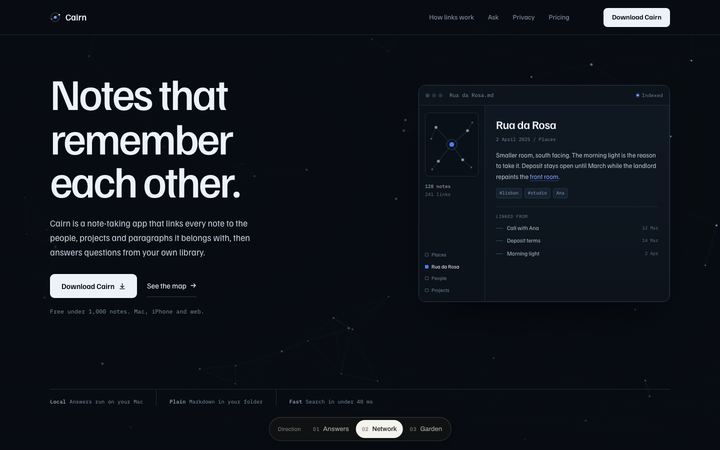 Cairn
How links work
Ask
Privacy
Pricing
Download Cairn
Notes that
remember
each other.
Cairn is a note-taking app that links every note to the
people, projects and paragraphs it belongs with, then
answers questions from your own library.
Download Cairn
See the map
Free under 1,000 notes. Mac, iPhone and web.
Rua da Rosa.md
Indexed
128 notes
241 links
Places
Rua da Rosa
People
Projects
Rua da Rosa
2 April 2025 / Places
Smaller room, south facing. The morning light is the reason
to take it. Deposit stays open until March while the landlord
repaints the front room.
#lisbon
#studio
Ana
LINKED FROM
Call with Ana
12 Mar
Deposit terms
14 Mar
Morning light
2 Apr
Local Answers run on your Mac
Plain Markdown in your folder
Fast Search in under 40 ms
Direction
01 Answers
02 Network
03 Garden